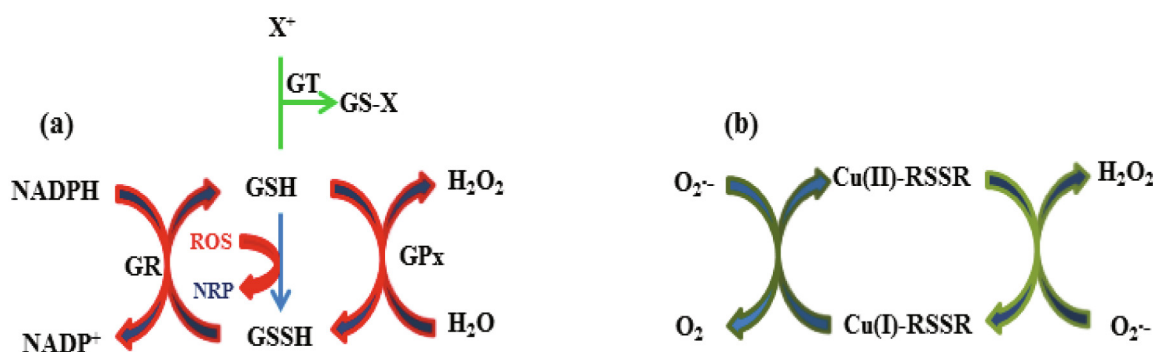 X⁺
GT
GS-X
(a)
NADPH
GSH
H₂O₂
ROS
GR
GPx
NRP
NADP⁺
GSSH
H₂O
(b)
O₂·-
Cu(II)-RSSR
H₂O₂
O₂
Cu(I)-RSSR
O₂·-